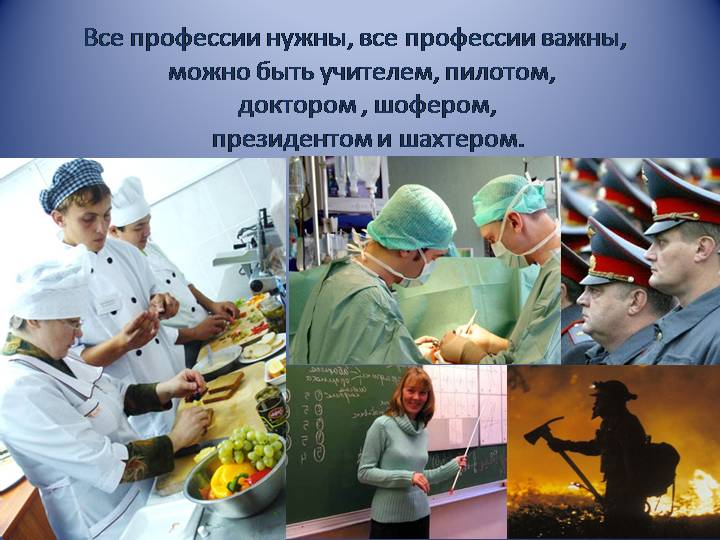 Все профессии нужны, все профессии важны,
можно быть учителем, пилотом,
доктором , шофером,
президентом и шахтером.